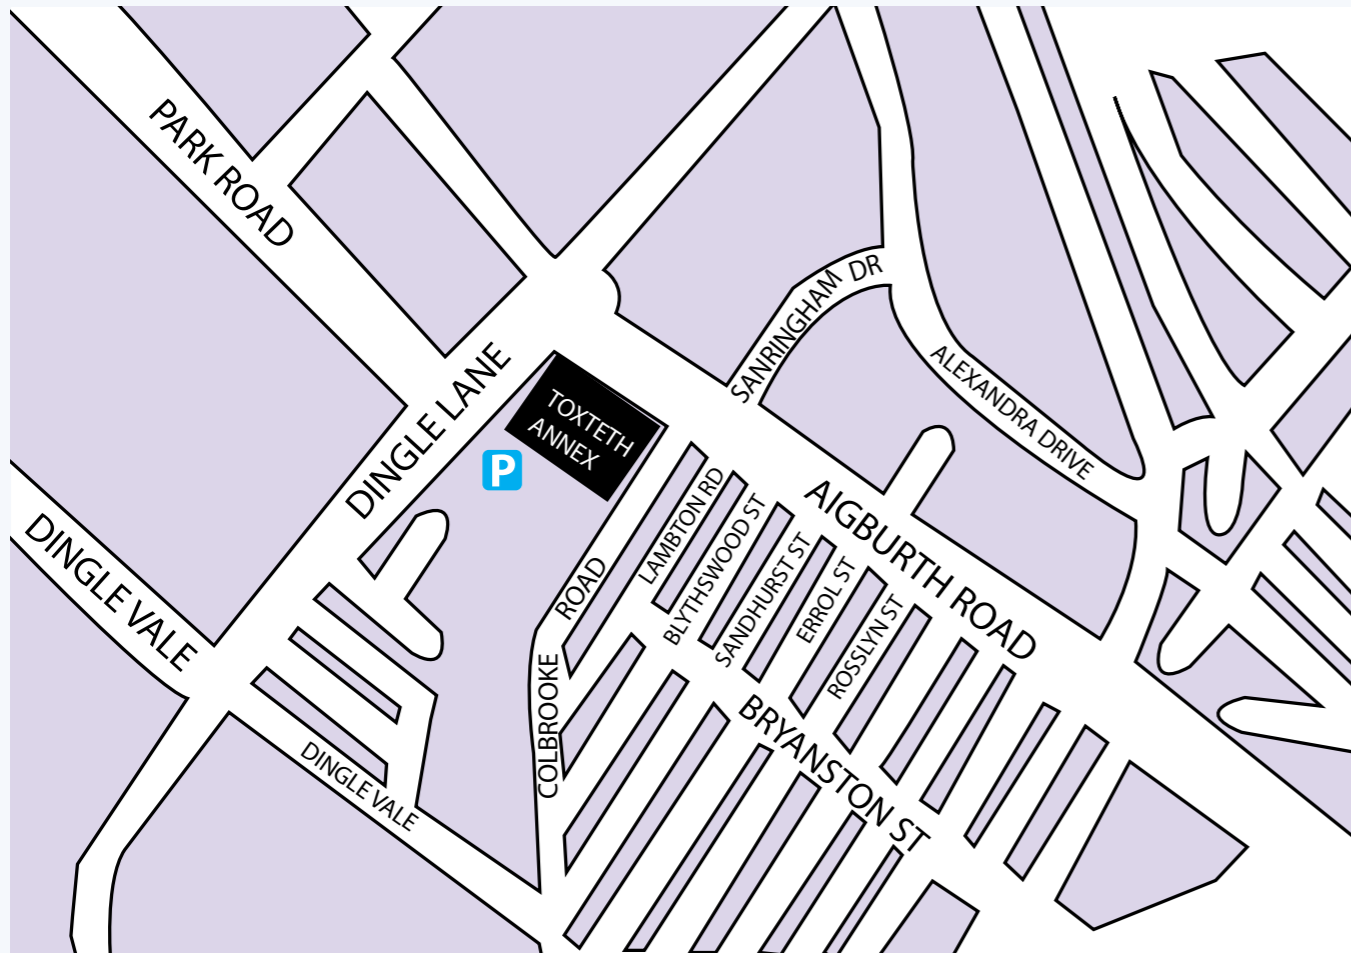 PARK ROAD
SANRINGHAM DR
ALEXANDRA DRIVE
DINGLE LANE
TOXTETH
ANNEX
P
AIGBURTH ROAD
LAMBTON RD
BLYTHSWOOD ST
SANDHURST ST
ERROL ST
ROSSLYN ST
DINGLE VALE
COLBROOKE ROAD
BRYANSTON ST
DINGLE VALE